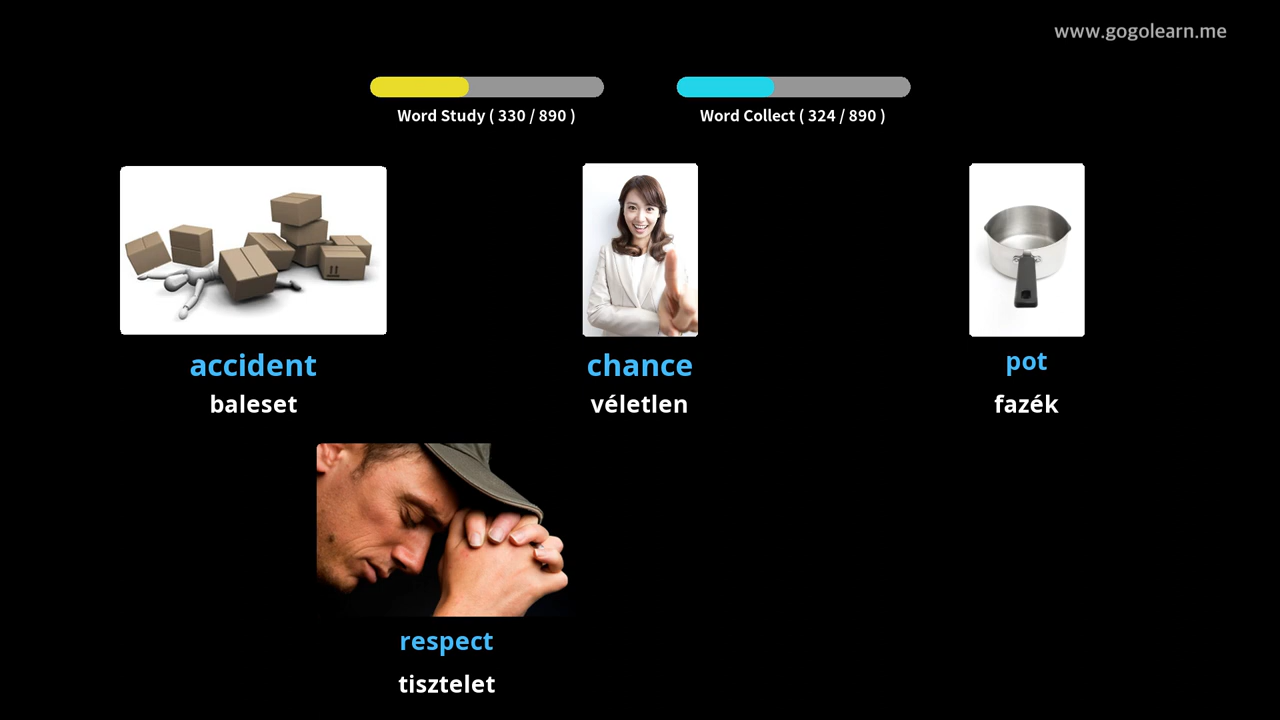 www.gogolearn.me
Word Study ( 330 / 890 )
Word Collect ( 324 / 890 )
accident
baleset
chance
véletlen
pot
fazék
respect
tisztelet